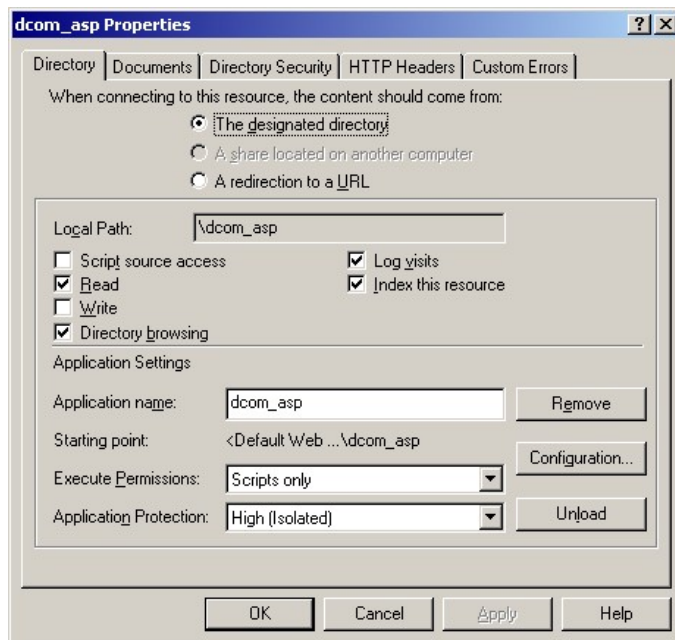 dcom_asp Properties
Directory Documents Directory Security HTTP Headers Custom Errors
When connecting to this resource, the content should come from:
The designated directory
A share located on another computer
A redirection to a URL
Local Path: \dcom_asp
Script source access Log visits
Read Index this resource
Write
Directory browsing
Application Settings
Application name: dcom_asp Remove
Starting point: <Default Web ...\dcom_asp
Configuration...
Execute Permissions: Scripts only
Application Protection: High (Isolated) Unload
OK Cancel Apply Help